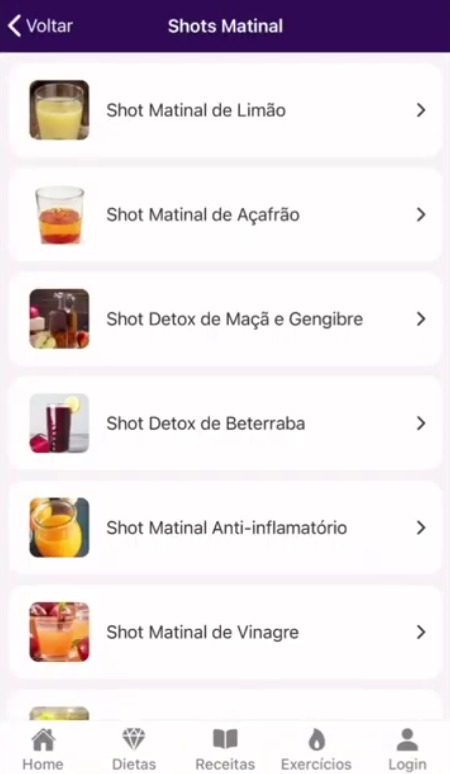 Voltar
Shots Matinal
Shot Matinal de Limão
Shot Matinal de Açafrão
Shot Detox de Maçã e Gengibre
Shot Detox de Beterraba
Shot Matinal Anti-inflamatório
Shot Matinal de Vinagre
Home
Dietas
Receitas
Exercícios
Login